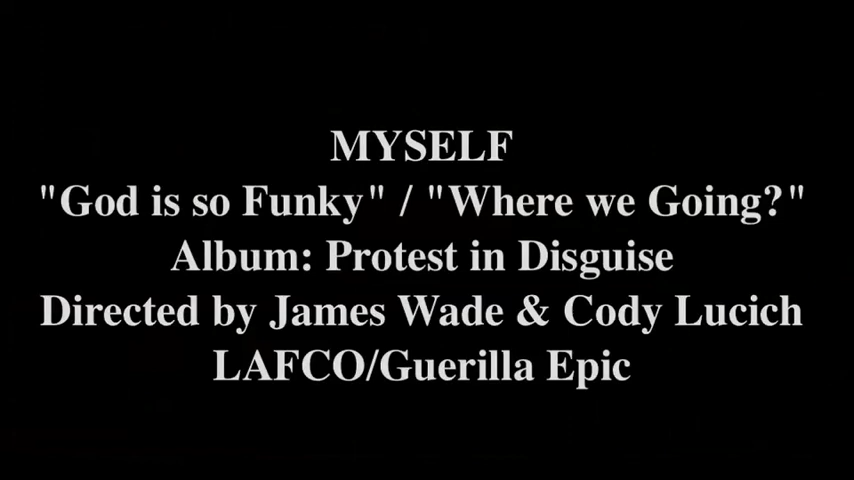 MYSELF
"God is so Funky" / "Where we Going?"
Album: Protest in Disguise
Directed by James Wade & Cody Lucich
LAFCO/Guerilla Epic